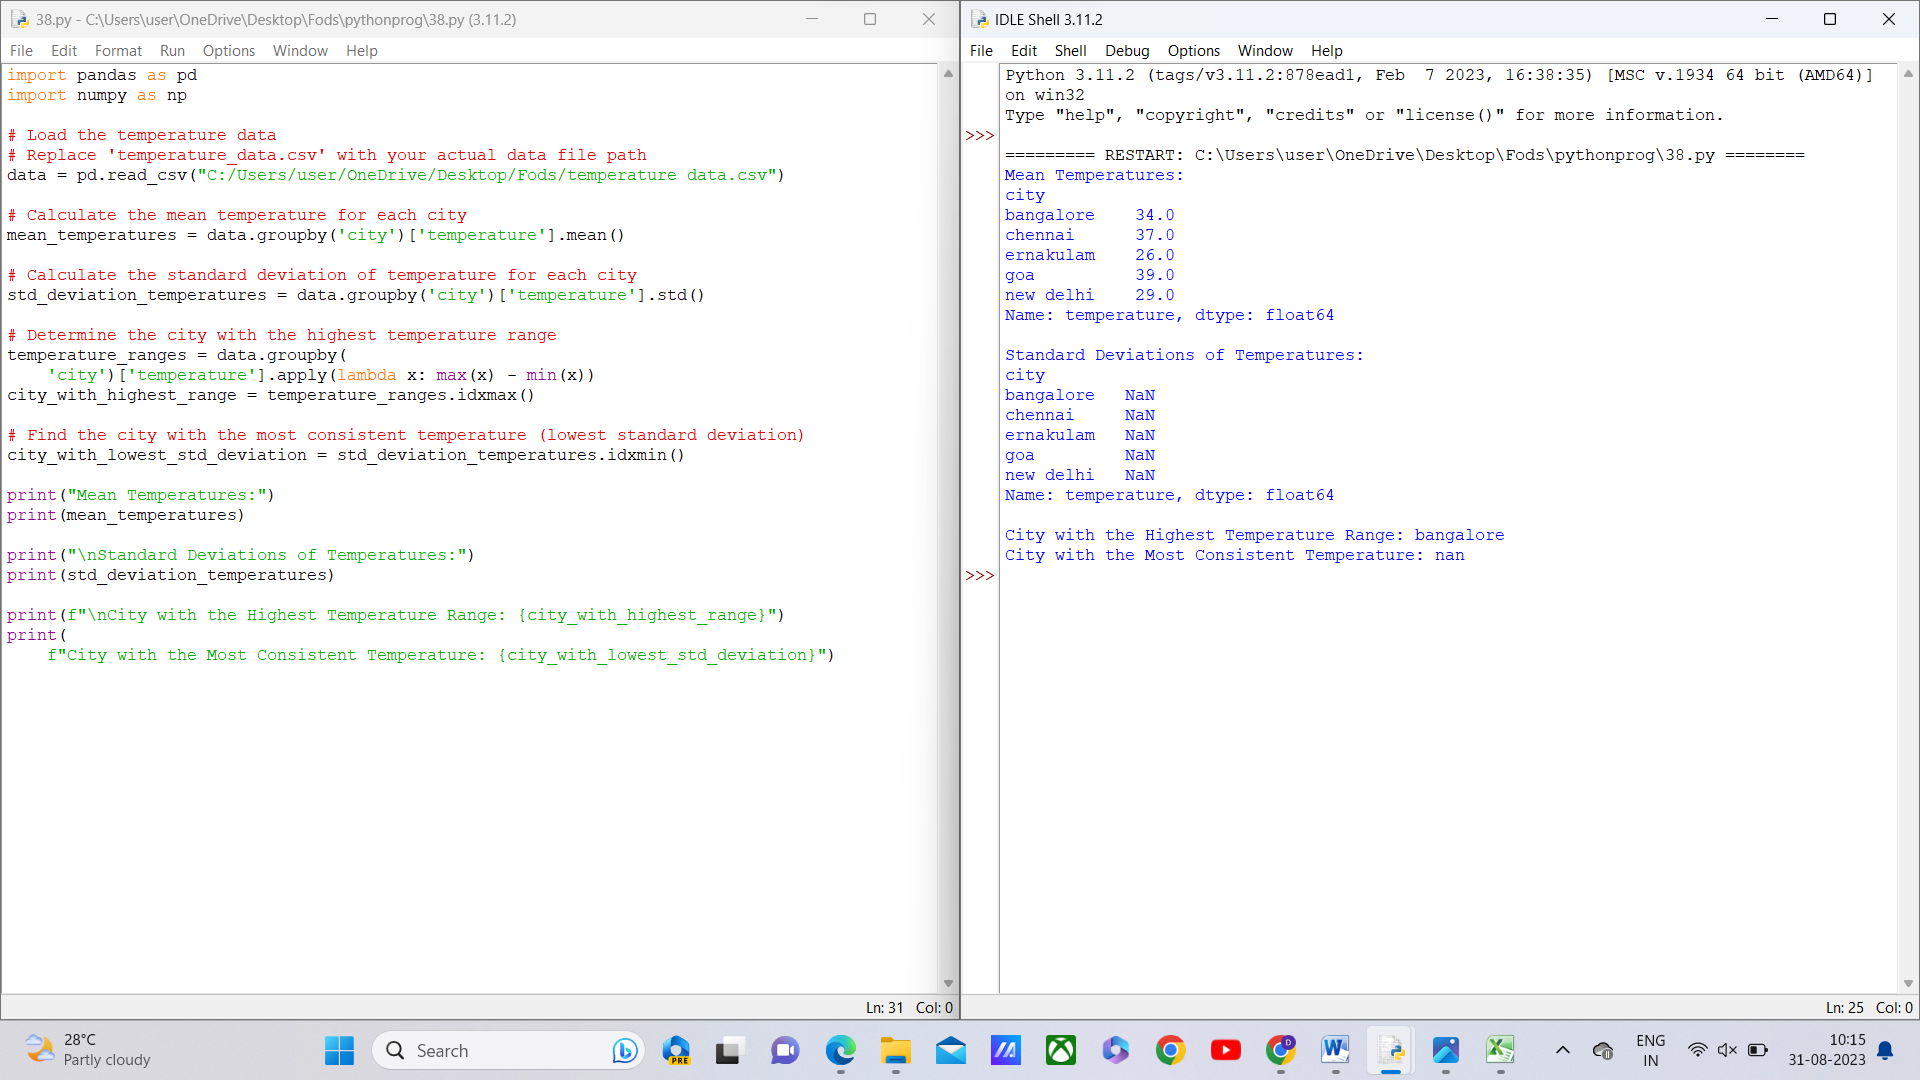 38.py - C:\Users\user\OneDrive\Desktop\Fods\pythonprog\38.py (3.11.2)
File Edit Format Run Options Window Help
import pandas as pd
import numpy as np
# Load the temperature data
# Replace 'temperature_data.csv' with your actual data file path
data = pd.read_csv("C:/Users/user/OneDrive/Desktop/Fods/temperature data.csv")
# Calculate the mean temperature for each city
mean_temperatures = data.groupby('city')['temperature'].mean()
# Calculate the standard deviation of temperature for each city
std_deviation_temperatures = data.groupby('city')['temperature'].std()
# Determine the city with the highest temperature range
temperature_ranges = data.groupby(
    'city')['temperature'].apply(lambda x: max(x) - min(x))
city_with_highest_range = temperature_ranges.idxmax()
# Find the city with the most consistent temperature (lowest standard deviation)
city_with_lowest_std_deviation = std_deviation_temperatures.idxmin()
print("Mean Temperatures:")
print(mean_temperatures)
print("\nStandard Deviations of Temperatures:")
print(std_deviation_temperatures)
print(f"\nCity with the Highest Temperature Range: {city_with_highest_range}")
print(
    f"City with the Most Consistent Temperature: {city_with_lowest_std_deviation}")
Ln: 31 Col: 0
IDLE Shell 3.11.2
File Edit Shell Debug Options Window Help
Python 3.11.2 (tags/v3.11.2:878ead1, Feb  7 2023, 16:38:35) [MSC v.1934 64 bit (AMD64)]
on win32
Type "help", "copyright", "credits" or "license()" for more information.
>>>
========= RESTART: C:\Users\user\OneDrive\Desktop\Fods\pythonprog\38.py ========
Mean Temperatures:
city
bangalore    34.0
chennai      37.0
ernakulam    26.0
goa          39.0
new delhi    29.0
Name: temperature, dtype: float64
Standard Deviations of Temperatures:
city
bangalore   NaN
chennai     NaN
ernakulam   NaN
goa         NaN
new delhi   NaN
Name: temperature, dtype: float64
City with the Highest Temperature Range: bangalore
City with the Most Consistent Temperature: nan
>>>
Ln: 25 Col: 0
28°C
Partly cloudy
Search
PRE
D
ENG
IN
10:15
31-08-2023